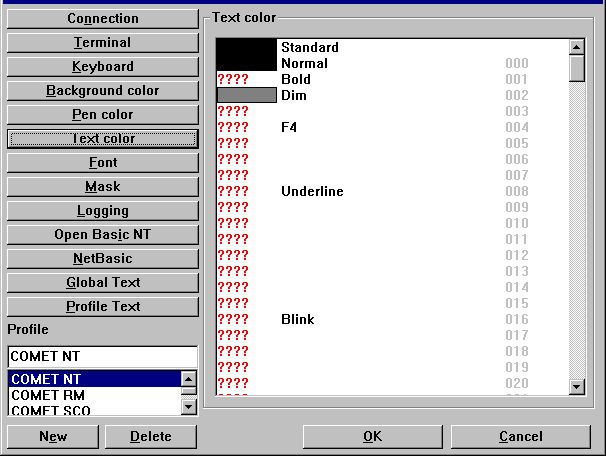 Connection
Terminal
Keyboard
Background color
Pen color
Text color
Font
Mask
Logging
Open Basic NT
NetBasic
Global Text
Profile Text
Profile
COMET NT
COMET NT
COMET RM
COMET SCO
New
Delete
Text color
Standard
Normal 000
???? Bold 001
Dim 002
???? 003
???? F4 004
???? 005
???? 006
???? 007
???? Underline 008
???? 009
???? 010
???? 011
???? 012
???? 013
???? 014
???? 015
???? Blink 016
???? 017
???? 018
???? 019
???? 020
OK
Cancel